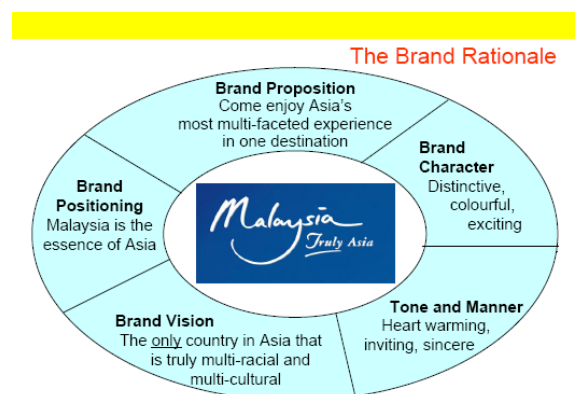 The Brand Rationale
Brand Proposition
Come enjoy Asia's
most multi-faceted experience
in one destination
Brand
Character
Distinctive,
colourful,
exciting
Brand
Positioning
Malaysia is the
essence of Asia
Malaysia
Truly Asia
Tone and Manner
Heart warming,
inviting, sincere
Brand Vision
The only country in Asia that
is truly multi-racial and
multi-cultural